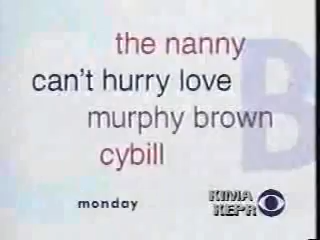 the nanny
can't hurry love
B
murphy brown
cybill
monday
KIMA
KEPR